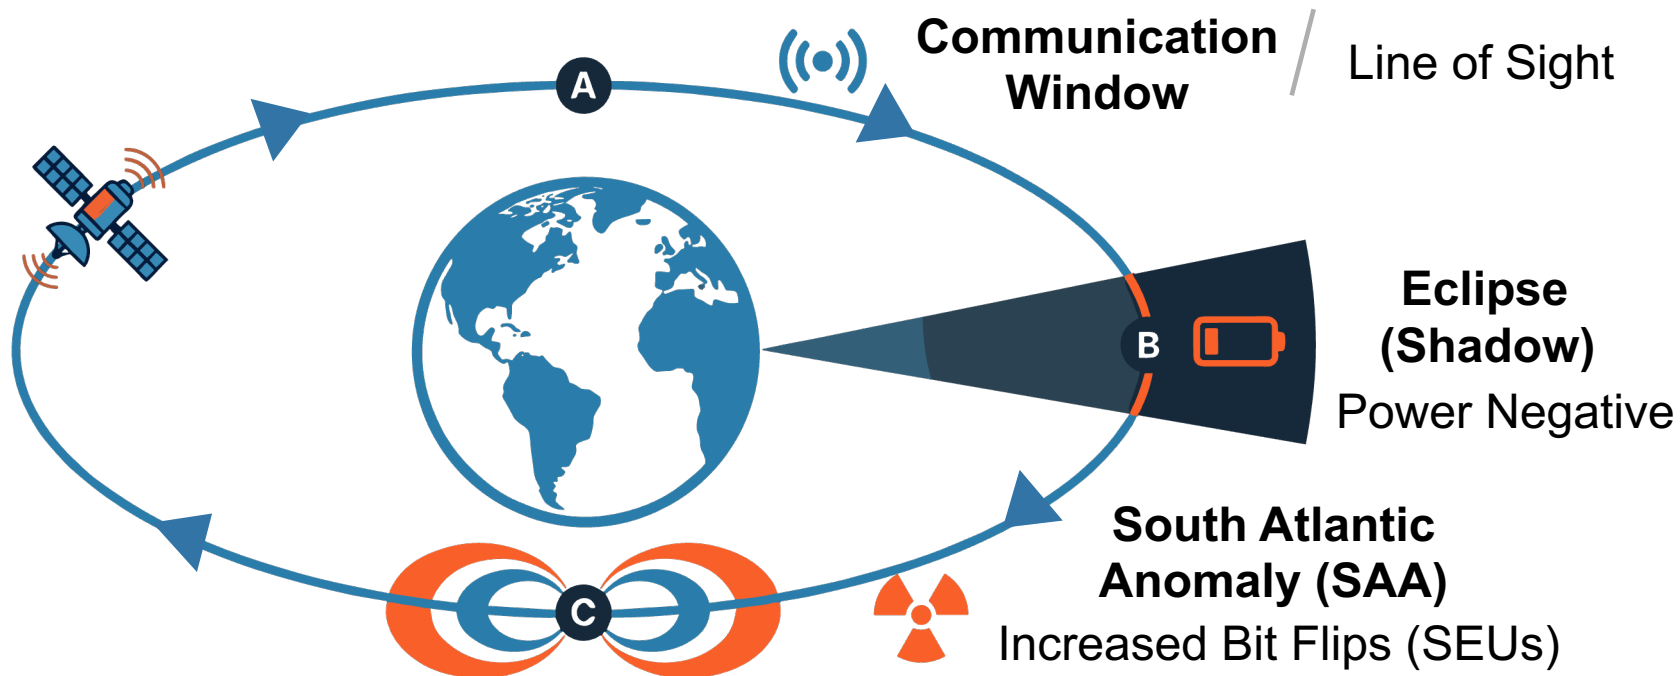 A
Communication
Window
Line of Sight
B
Eclipse
(Shadow)
Power Negative
C
South Atlantic
Anomaly (SAA)
Increased Bit Flips (SEUs)